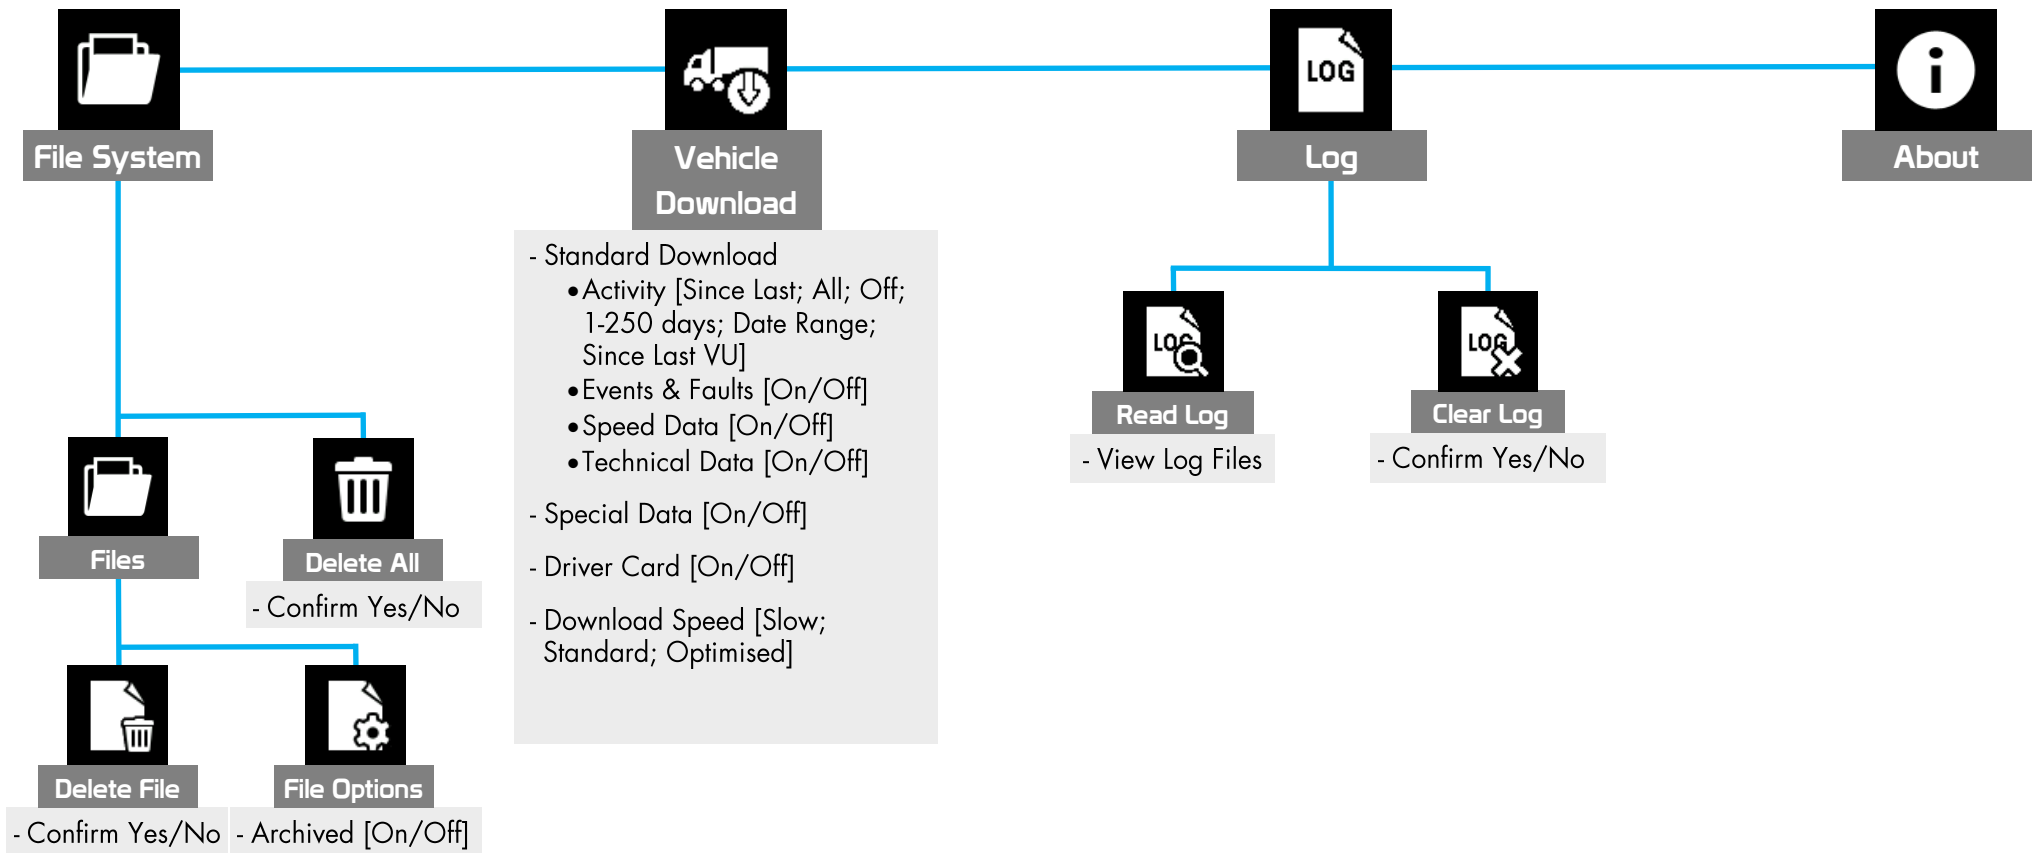 LOG
File System
Vehicle
Download
Log
About
- Standard Download
•Activity [Since Last; All; Off;
1-250 days; Date Range;
Since Last VU]
•Events & Faults [On/Off]
•Speed Data [On/Off]
•Technical Data [On/Off]
- Special Data [On/Off]
- Driver Card [On/Off]
- Download Speed [Slow;
Standard; Optimised]
LOG
Read Log
- View Log Files
LOG
Clear Log
- Confirm Yes/No
Files
Delete All
- Confirm Yes/No
Delete File
- Confirm Yes/No
File Options
- Archived [On/Off]